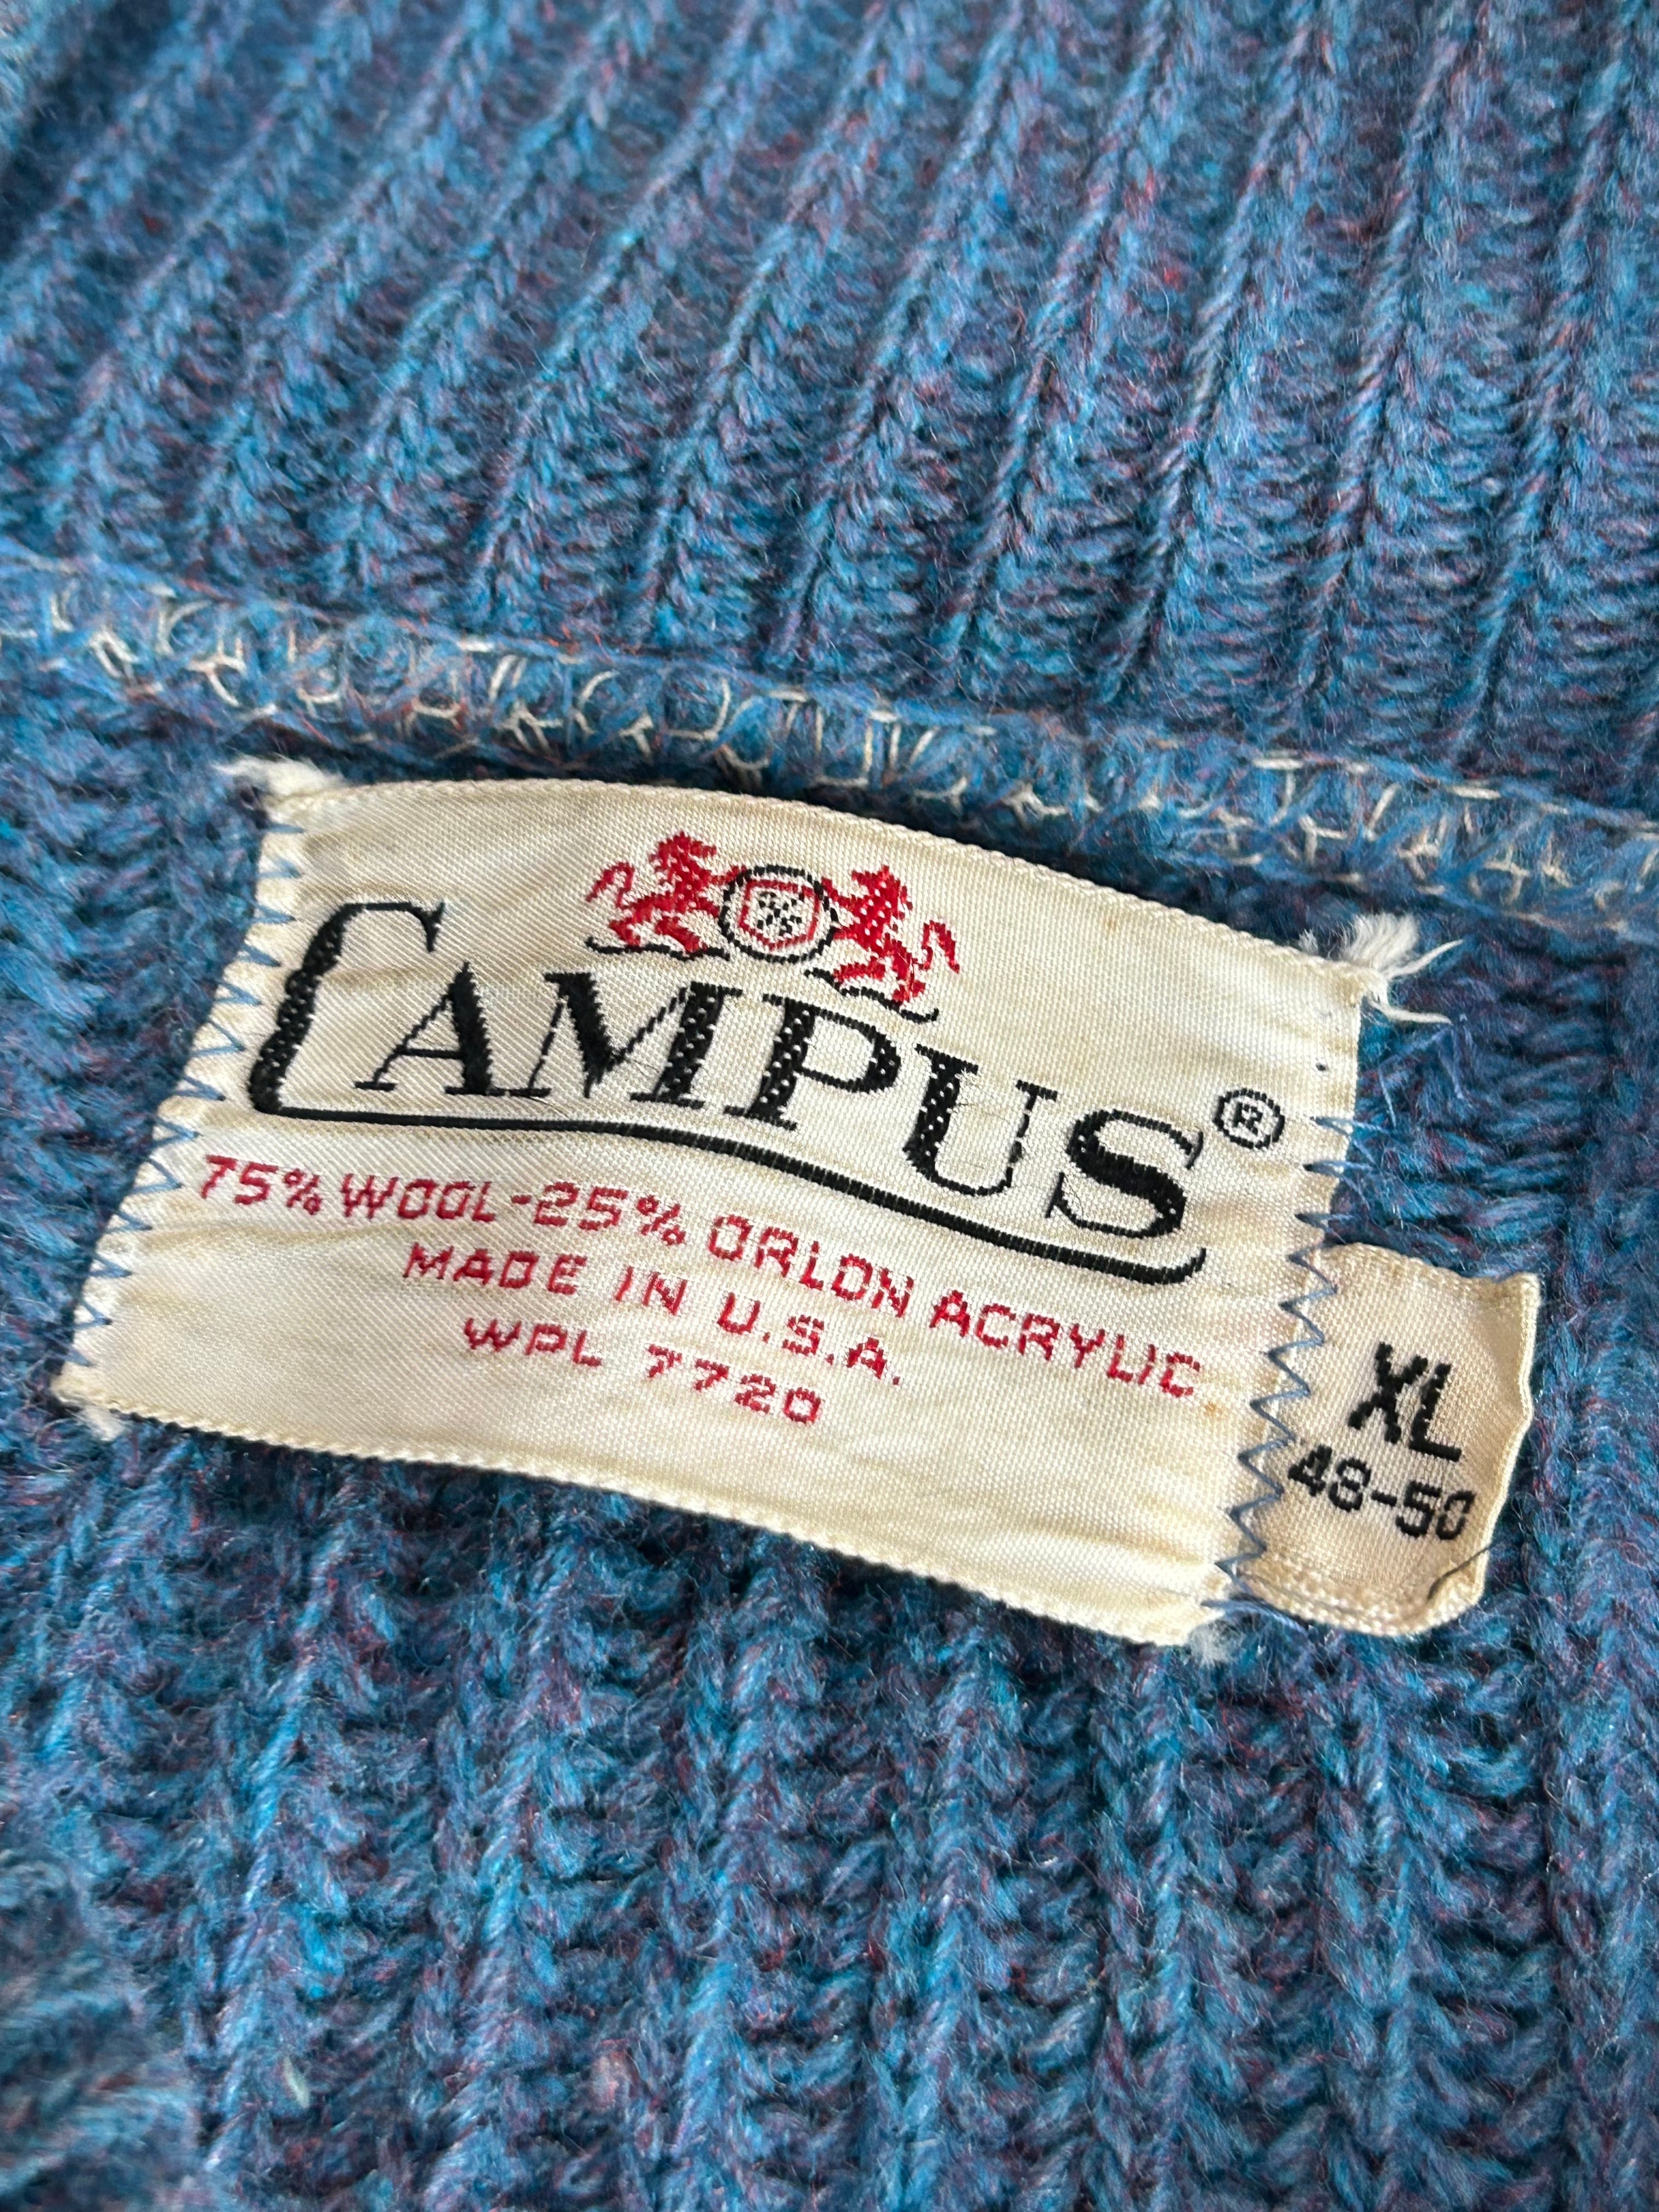 CAMPUS®
75% WOOL-25% ORLON ACRYLIC
MADE IN U.S.A.
WPL 7720
XL
48-50